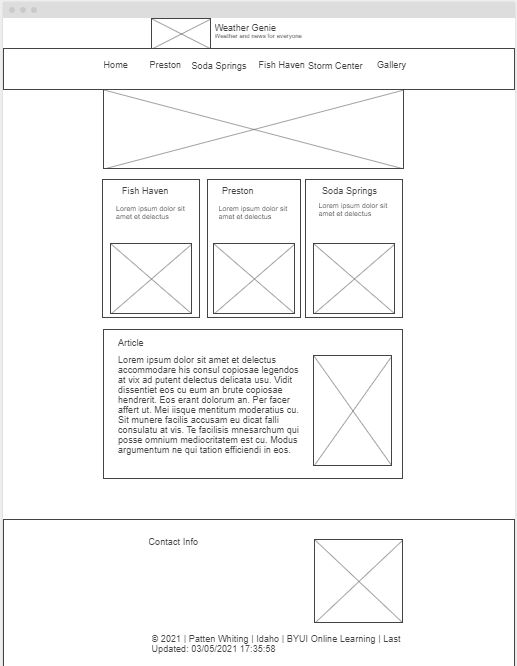 Weather Genie
Weather and news for everyone
Home Preston Soda Springs Fish Haven Storm Center Gallery
Fish Haven
Lorem ipsum dolor sit
amet et delectus
Preston
Lorem ipsum dolor sit
amet et delectus
Soda Springs
Lorem ipsum dolor sit
amet et delectus
Article
Lorem ipsum dolor sit amet et delectus
accommodare his consul copiosae legendos
at vix ad putent delectus delicata usu. Vidit
dissentiet eos cu eum an brute copiosae
hendrerit. Eos erant dolorum an. Per facer
affert ut. Mei iisque mentitum moderatius cu.
Sit munere facilis accusam eu dicat falli
consulatu at vis. Te facilisis mnesarchum qui
posse omnium mediocritatem est cu. Modus
argumentum ne qui tation efficiendi in eos.
Contact Info
© 2021 | Patten Whiting | Idaho | BYUI Online Learning | Last
Updated: 03/05/2021 17:35:58